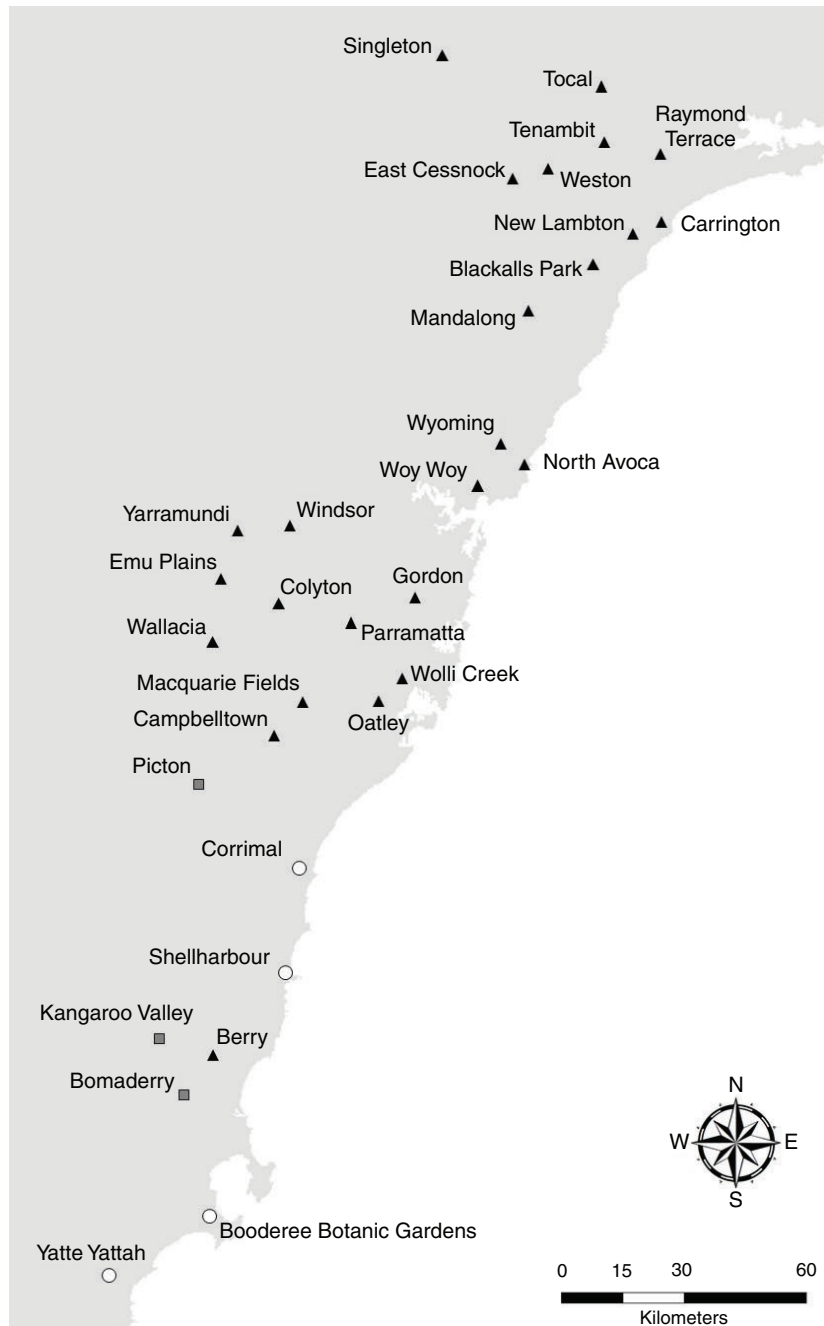 Singleton
Tocal
Raymond
Terrace
Tenambit
East Cessnock
Weston
New Lambton
Carrington
Blackalls Park
Mandalong
Wyoming
North Avoca
Woy Woy
Windsor
Yarramundi
Emu Plains
Colyton
Gordon
Wallacia
Parramatta
Wolli Creek
Macquarie Fields
Oatley
Campbelltown
Picton
Corrimal
Shellharbour
Kangaroo Valley
Berry
Bomaderry
N
W E
S
Booderee Botanic Gardens
Yatte Yattah
0 15 30 60
Kilometers